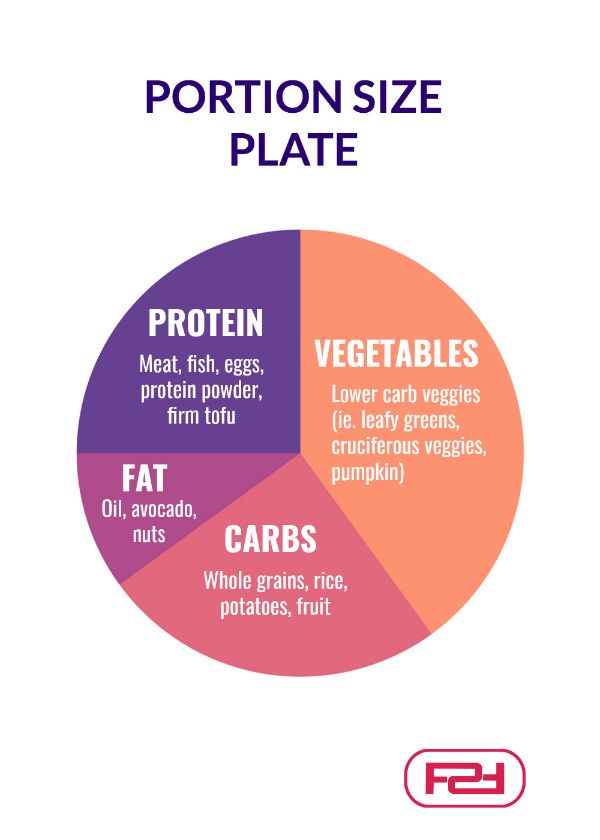 PORTION SIZE
PLATE
PROTEIN
Meat, fish, eggs,
protein powder,
firm tofu
VEGETABLES
Lower carb veggies
(ie. leafy greens,
cruciferous veggies,
pumpkin)
FAT
Oil, avocado,
nuts
CARBS
Whole grains, rice,
potatoes, fruit